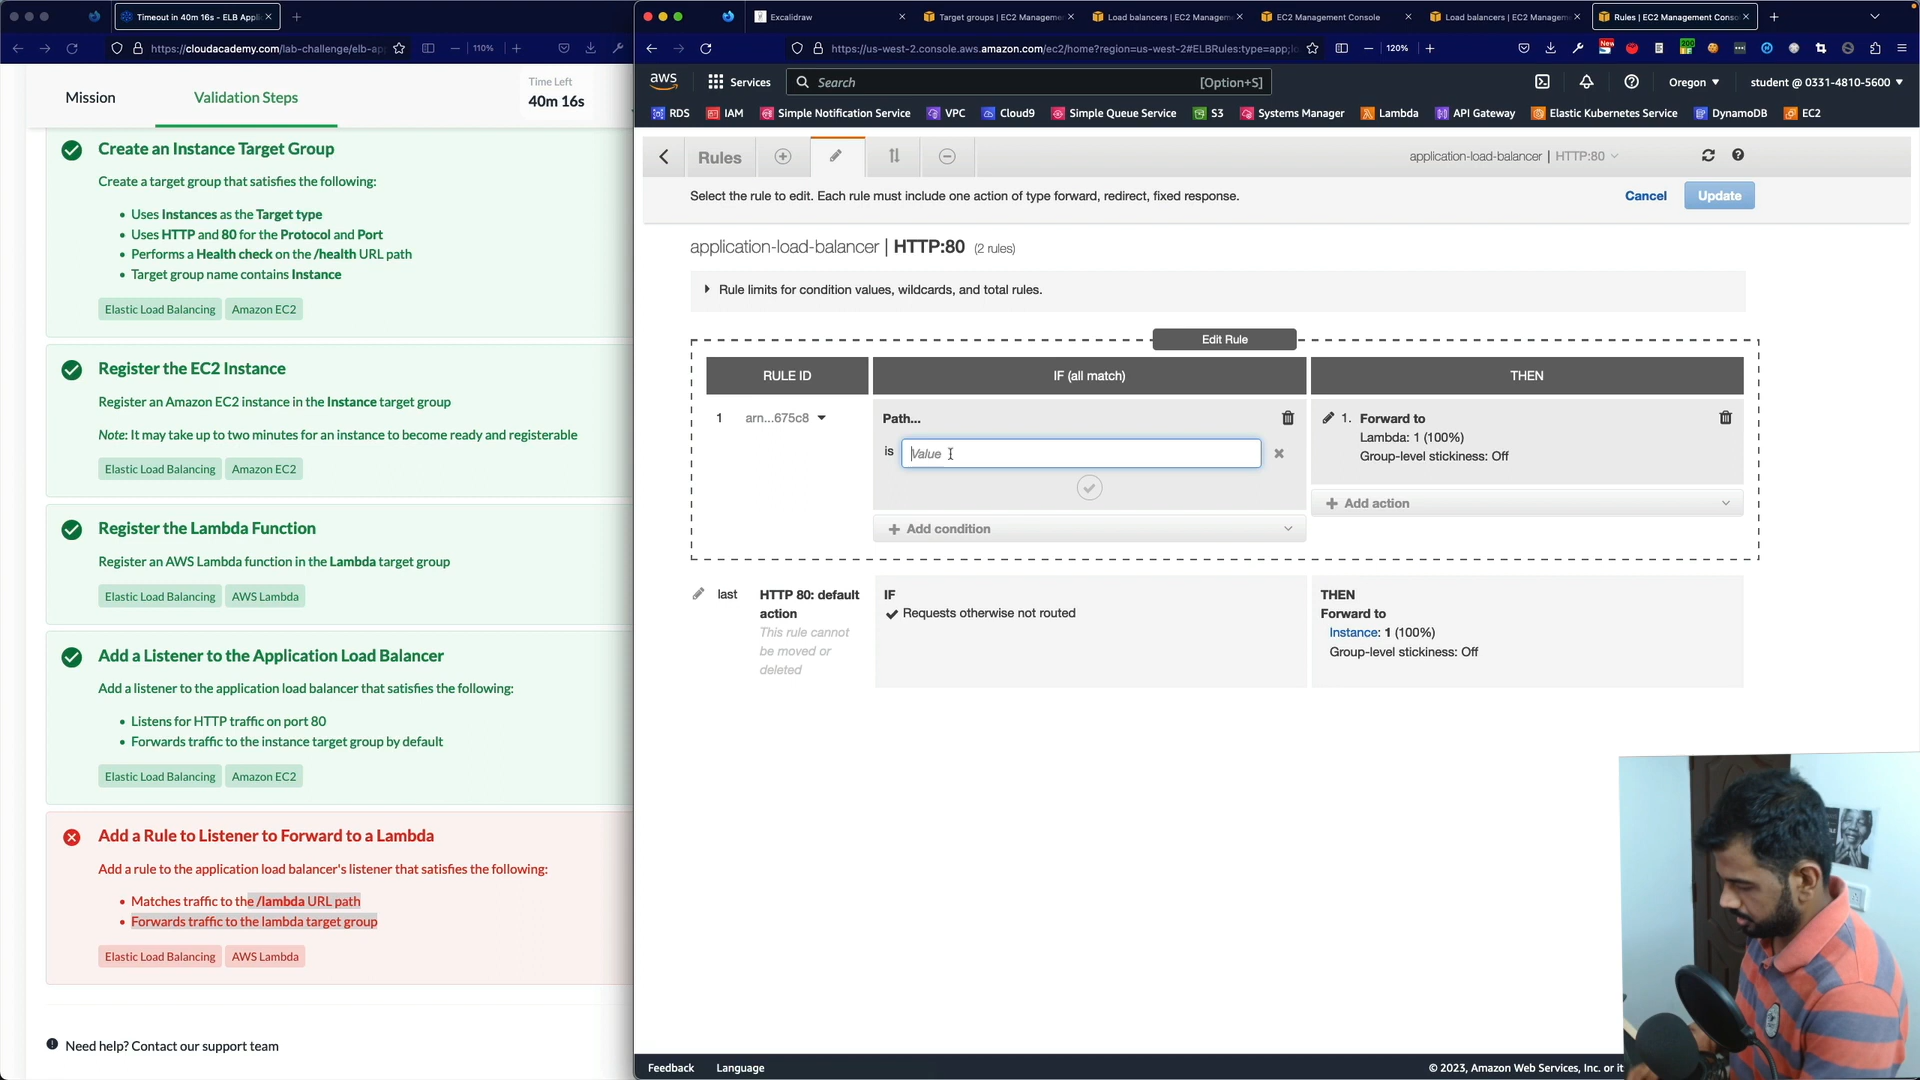 Timeout in 40m 16s - ELB Appli
Excalidraw
Target groups | EC2 Manageme
Load balancers | EC2 Managem
EC2 Management Console
Load balancers | EC2 Managem
Rules | EC2 Management Conso
https://cloudacademy.com/lab-challenge/elb-ap
110%
https://us-west-2.console.aws.amazon.com/ec2/home?region=us-west-2#ELBRules:type=app;lo
120%
Mission
Validation Steps
Time Left
40m 16s
aws
Services
Search
[Option+S]
Oregon
student @ 0331-4810-5600
RDS
IAM
Simple Notification Service
VPC
Cloud9
Simple Queue Service
S3
Systems Manager
Lambda
API Gateway
Elastic Kubernetes Service
DynamoDB
EC2
Create an Instance Target Group
Create a target group that satisfies the following:
• Uses Instances as the Target type
• Uses HTTP and 80 for the Protocol and Port
• Performs a Health check on the /health URL path
• Target group name contains Instance
Elastic Load Balancing
Amazon EC2
Register the EC2 Instance
Register an Amazon EC2 instance in the Instance target group
Note: It may take up to two minutes for an instance to become ready and registerable
Elastic Load Balancing
Amazon EC2
Register the Lambda Function
Register an AWS Lambda function in the Lambda target group
Elastic Load Balancing
AWS Lambda
Add a Listener to the Application Load Balancer
Add a listener to the application load balancer that satisfies the following:
• Listens for HTTP traffic on port 80
• Forwards traffic to the instance target group by default
Elastic Load Balancing
Amazon EC2
Add a Rule to Listener to Forward to a Lambda
Add a rule to the application load balancer's listener that satisfies the following:
• Matches traffic to the /lambda URL path
• Forwards traffic to the lambda target group
Elastic Load Balancing
AWS Lambda
Need help? Contact our support team
Rules
application-load-balancer | HTTP:80
Select the rule to edit. Each rule must include one action of type forward, redirect, fixed response.
Cancel
Update
application-load-balancer | HTTP:80 (2 rules)
Rule limits for condition values, wildcards, and total rules.
Edit Rule
RULE ID
IF (all match)
THEN
1
arn...675c8
Path...
is
Value
Add condition
1. Forward to
Lambda: 1 (100%)
Group-level stickiness: Off
Add action
last
HTTP 80: default
action
This rule cannot
be moved or
deleted
IF
Requests otherwise not routed
THEN
Forward to
Instance: 1 (100%)
Group-level stickiness: Off
Feedback
Language
© 2023, Amazon Web Services, Inc. or it